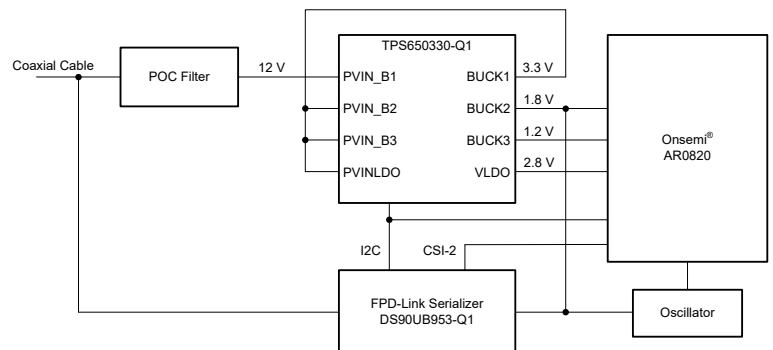 TPS650330-Q1
Coaxial Cable
POC Filter
12 V
PVIN_B1
BUCK1
3.3 V
PVIN_B2
BUCK2
1.8 V
PVIN_B3
BUCK3
1.2 V
PVINLDO
VLDO
2.8 V
Onsemi®
AR0820
I2C
CSI-2
FPD-Link Serializer
DS90UB953-Q1
Oscillator